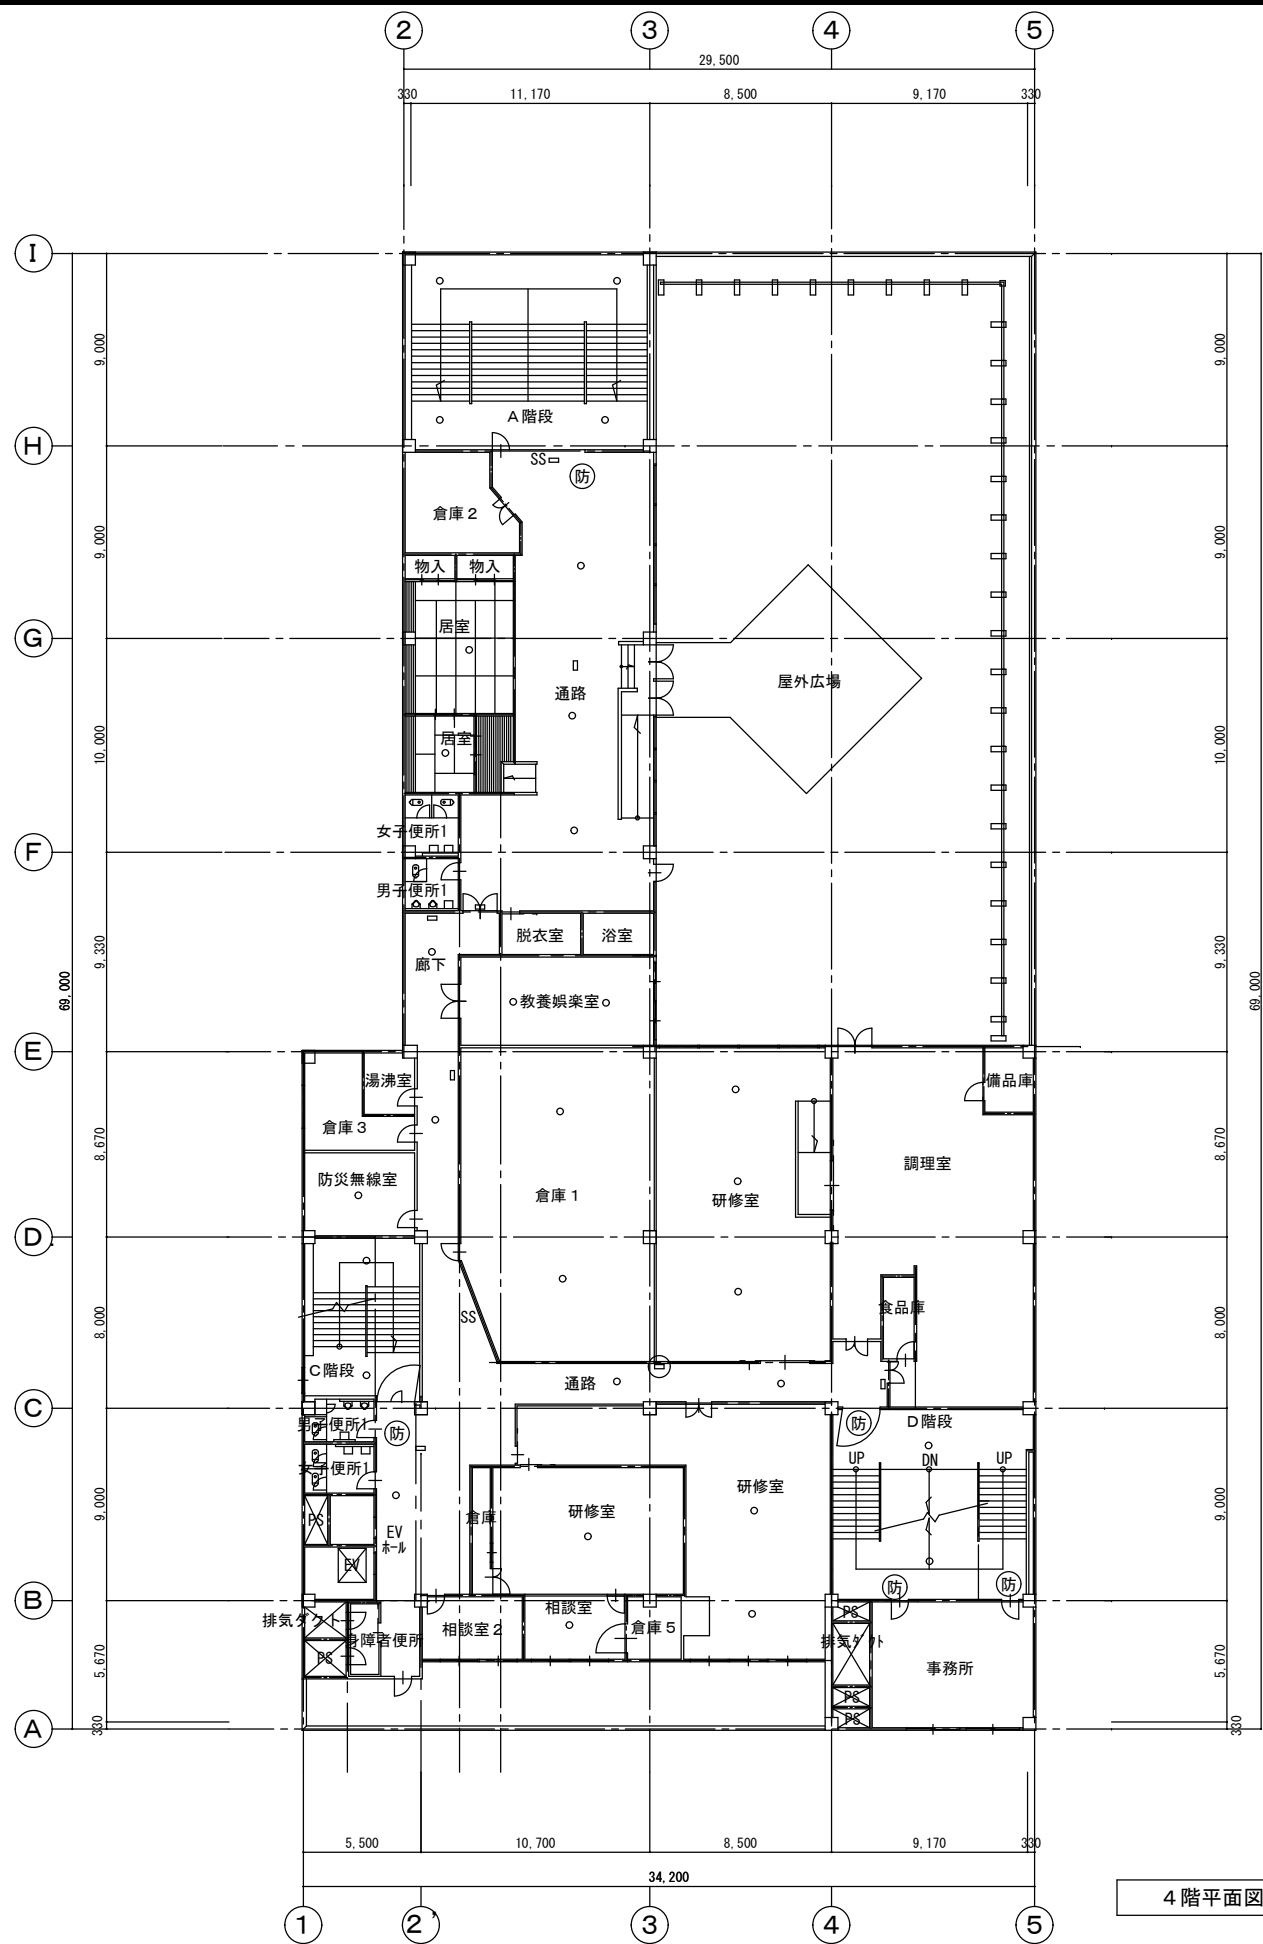 2
3
4
5
29,500
330
11,170
8,500
9,170
330
I
9,000
9,000
A階段
H
SS
防
倉庫2
9,000
9,000
物入
物入
居室
G
屋外広場
通路
居室
10,000
10,000
女子便所1
F
男子便所1
脱衣室
浴室
廊下
9,330
9,330
69,000
69,000
教養娯楽室
E
湯沸室
備品庫
倉庫3
8,670
8,670
調理室
防災無線室
倉庫1
研修室
D
食品庫
8,000
8,000
SS
C階段
通路
C
男子便所1
防
防
D階段
女子便所1
UP
DN
UP
研修室
倉庫
研修室
9,000
9,000
PS
EV
ホール
EV
防
防
B
排気ダクト
相談室
PS
身障者便所
相談室2
倉庫5
排気ダクト
PS
5,670
5,670
事務所
PS
PS
A
330
330
5,500
10,700
8,500
9,170
330
34,200
4階平面図
1
2'
3
4
5